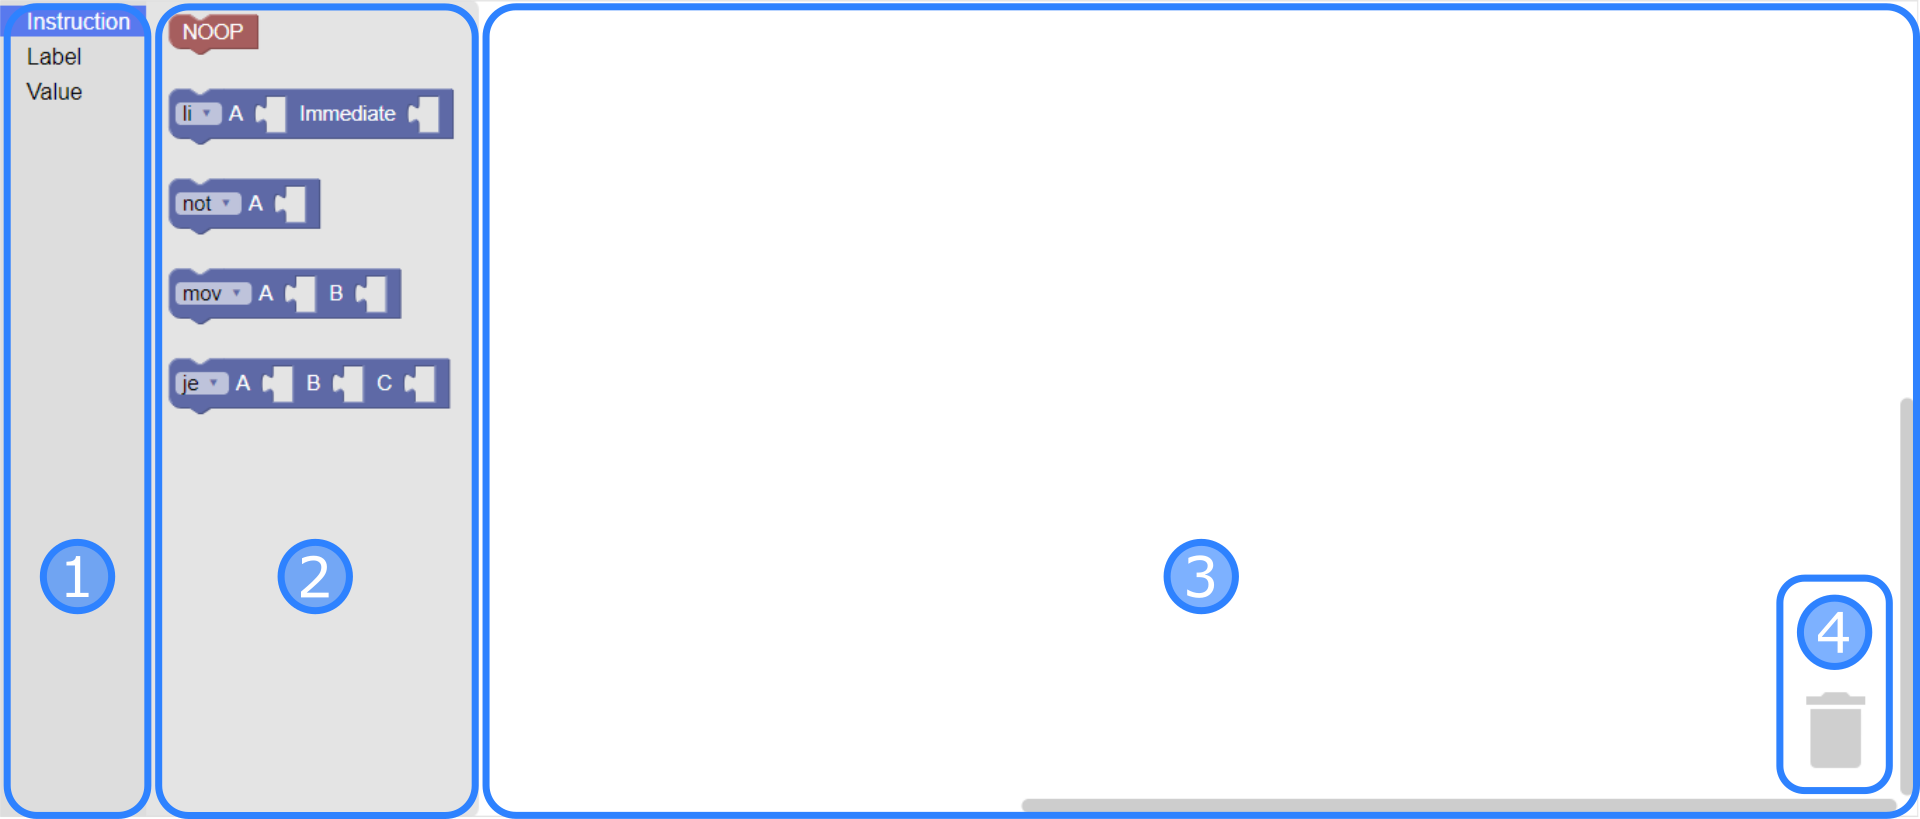 Instruction
Label
Value
NOOP
li A Immediate
not A
mov A B
je A B C
1
2
3
4